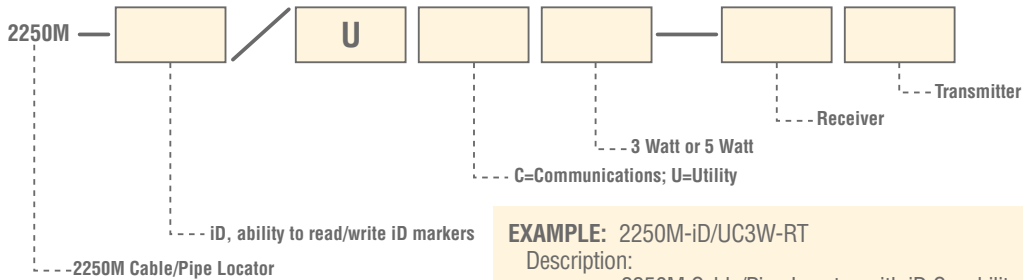 2250M — / U —
Transmitter
Receiver
3 Watt or 5 Watt
C=Communications; U=Utility
iD, ability to read/write iD markers
2250M Cable/Pipe Locator
EXAMPLE: 2250M-iD/UC3W-RT
Description: